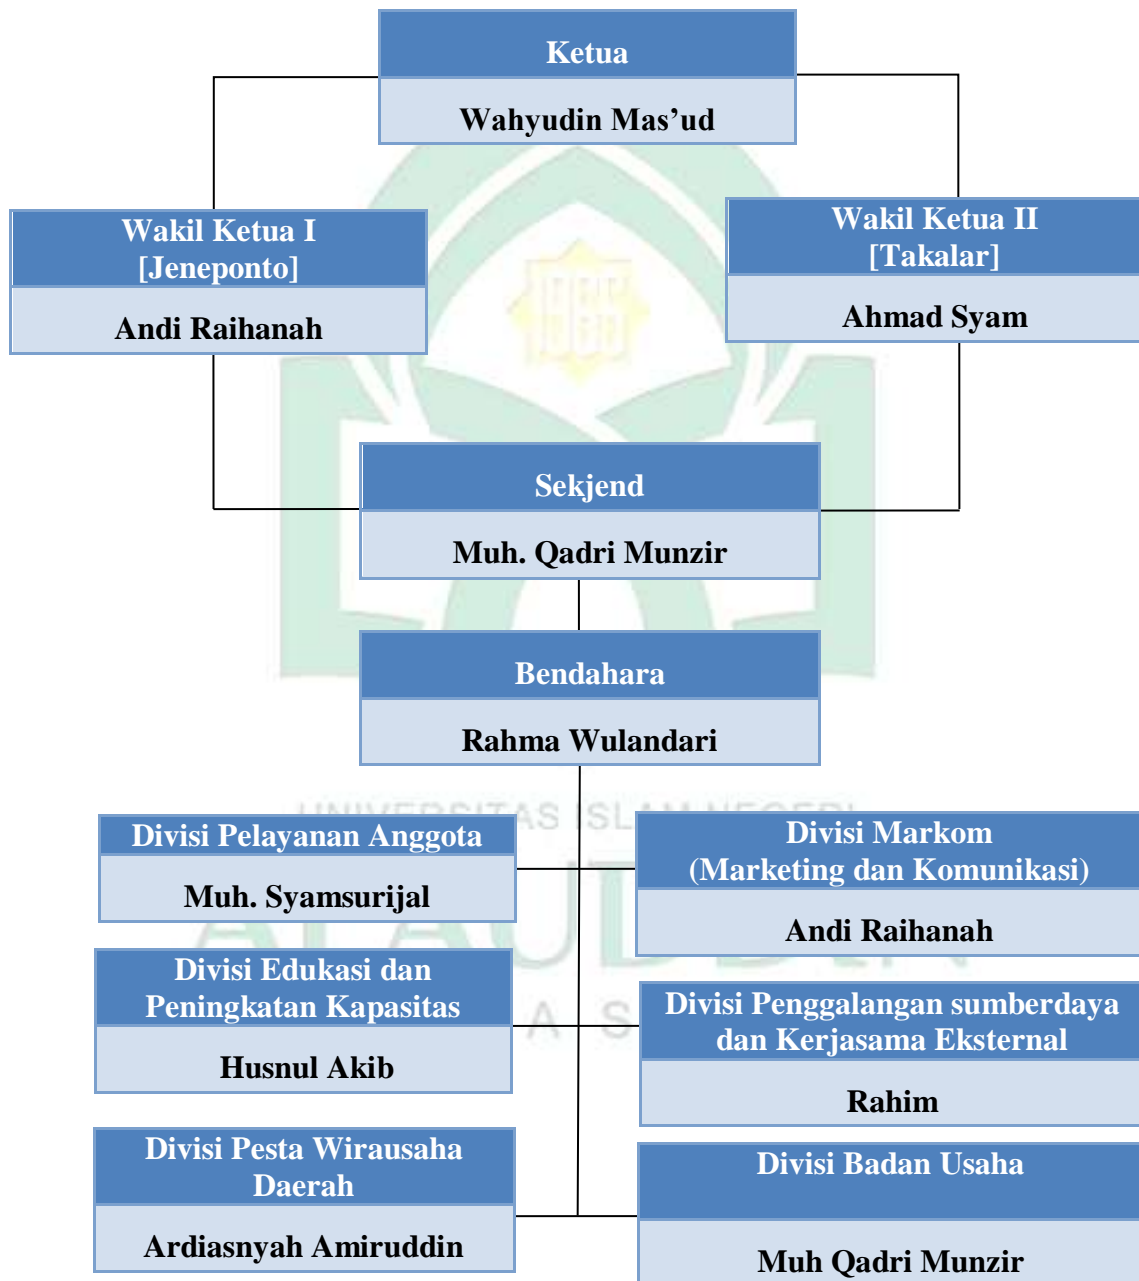 Ketua
Wahyudin Mas’ud
Wakil Ketua I
[Jeneponto]
Andi Raihanah
Wakil Ketua II
[Takalar]
Ahmad Syam
Sekjend
Muh. Qadri Munzir
Bendahara
Rahma Wulandari
UNIVERSITAS ISLAM NEGERI
Divisi Pelayanan Anggota
Muh. Syamsurijal
Divisi Markom
(Marketing dan Komunikasi)
Andi Raihanah
Divisi Edukasi dan
Peningkatan Kapasitas
Husnul Akib
Divisi Penggalangan sumberdaya
dan Kerjasama Eksternal
Rahim
Divisi Pesta Wirausaha
Daerah
Ardiasnyah Amiruddin
Divisi Badan Usaha
Muh Qadri Munzir